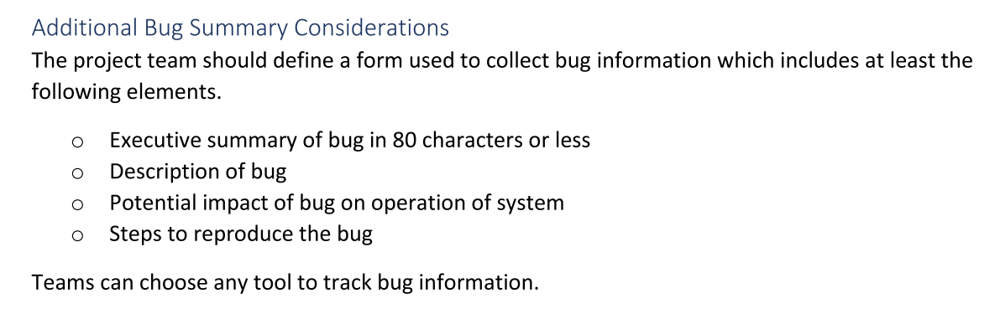 Additional Bug Summary Considerations
The project team should define a form used to collect bug information which includes at least the
following elements.
o Executive summary of bug in 80 characters or less
o Description of bug
o Potential impact of bug on operation of system
o Steps to reproduce the bug
Teams can choose any tool to track bug information.